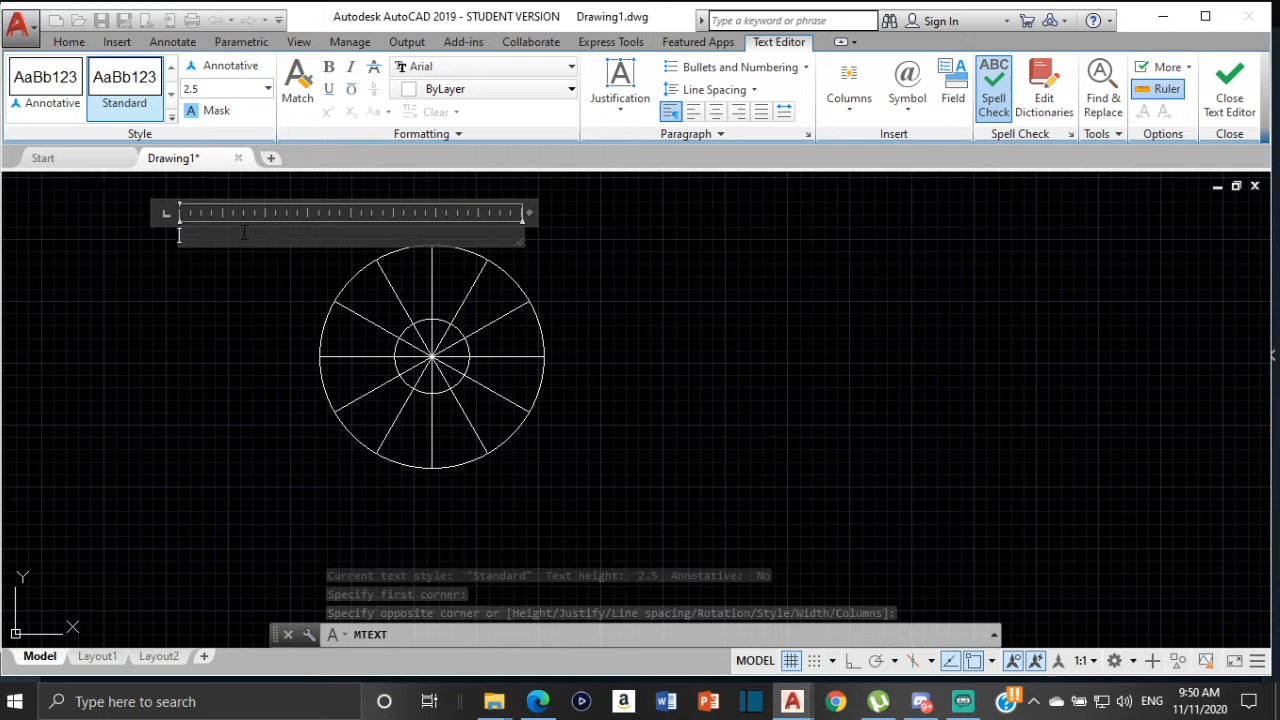 Autodesk AutoCAD 2019 - STUDENT VERSION Drawing1.dwg Type a keyword or phrase Sign In
Home Insert Annotate Parametric View Manage Output Add-ins Collaborate Express Tools Featured Apps Text Editor
AaBb123 AaBb123 Annotative Arial Bullets and Numbering ABC More
2.5 ByLayer Line Spacing Ruler
Annotative Standard Mask Match Aa Clear Justification Columns Symbol Field Spell Check Edit Dictionaries Find & Replace Close Text Editor
Style Formatting Paragraph Insert Spell Check Tools Options Close
Start Drawing1*
Current text style: "Standard" Text height: 2.5 Annotative: No
Specify first corner:
Specify opposite corner or [Height/Justify/Line spacing/Rotation/Style/Width/Columns]:
Y
X
MTEXT
Model Layout1 Layout2 MODEL 1:1
Type here to search ENG 9:50 AM
11/11/2020